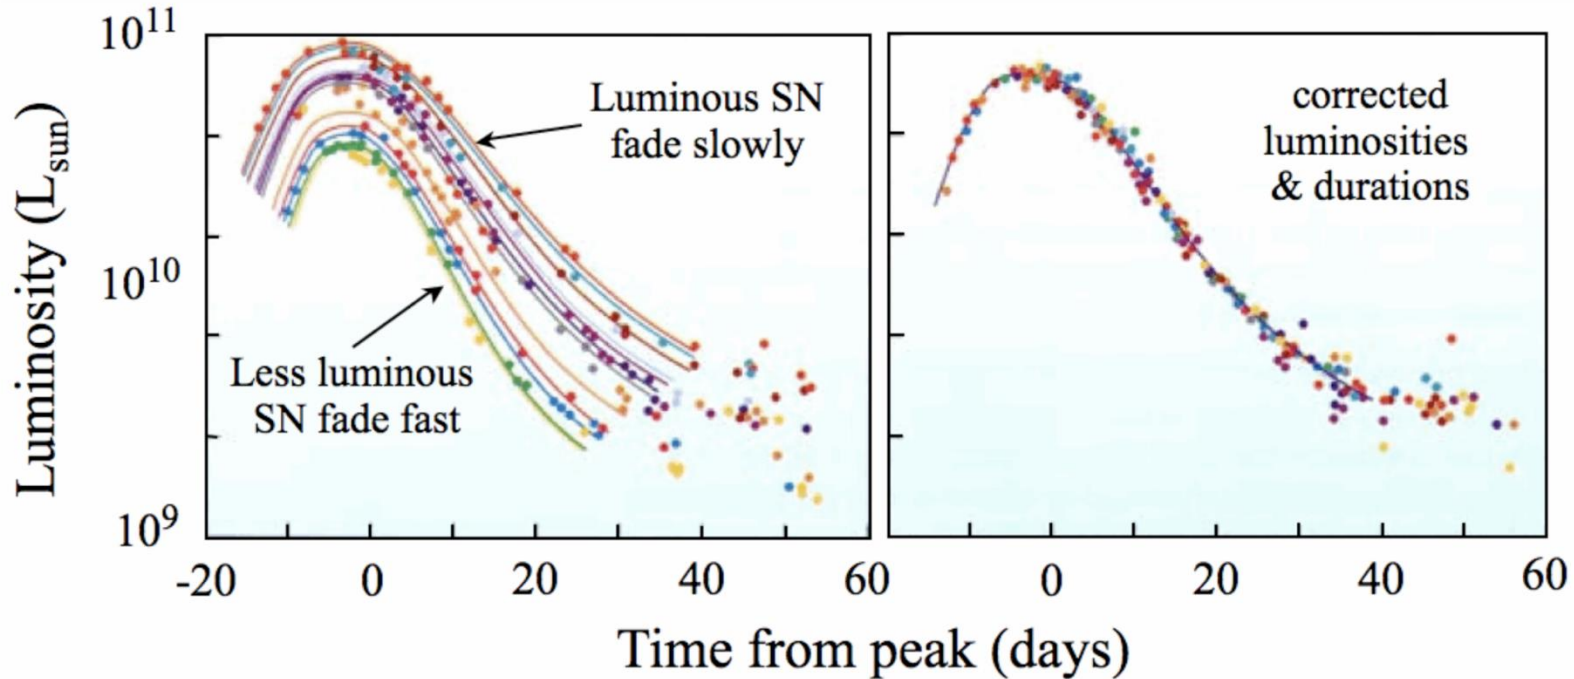 10^11
10^10
10^9
Luminosity (L_sun)
Luminous SN
fade slowly
Less luminous
SN fade fast
-20 0 20 40 60
corrected
luminosities
& durations
0 20 40 60
Time from peak (days)